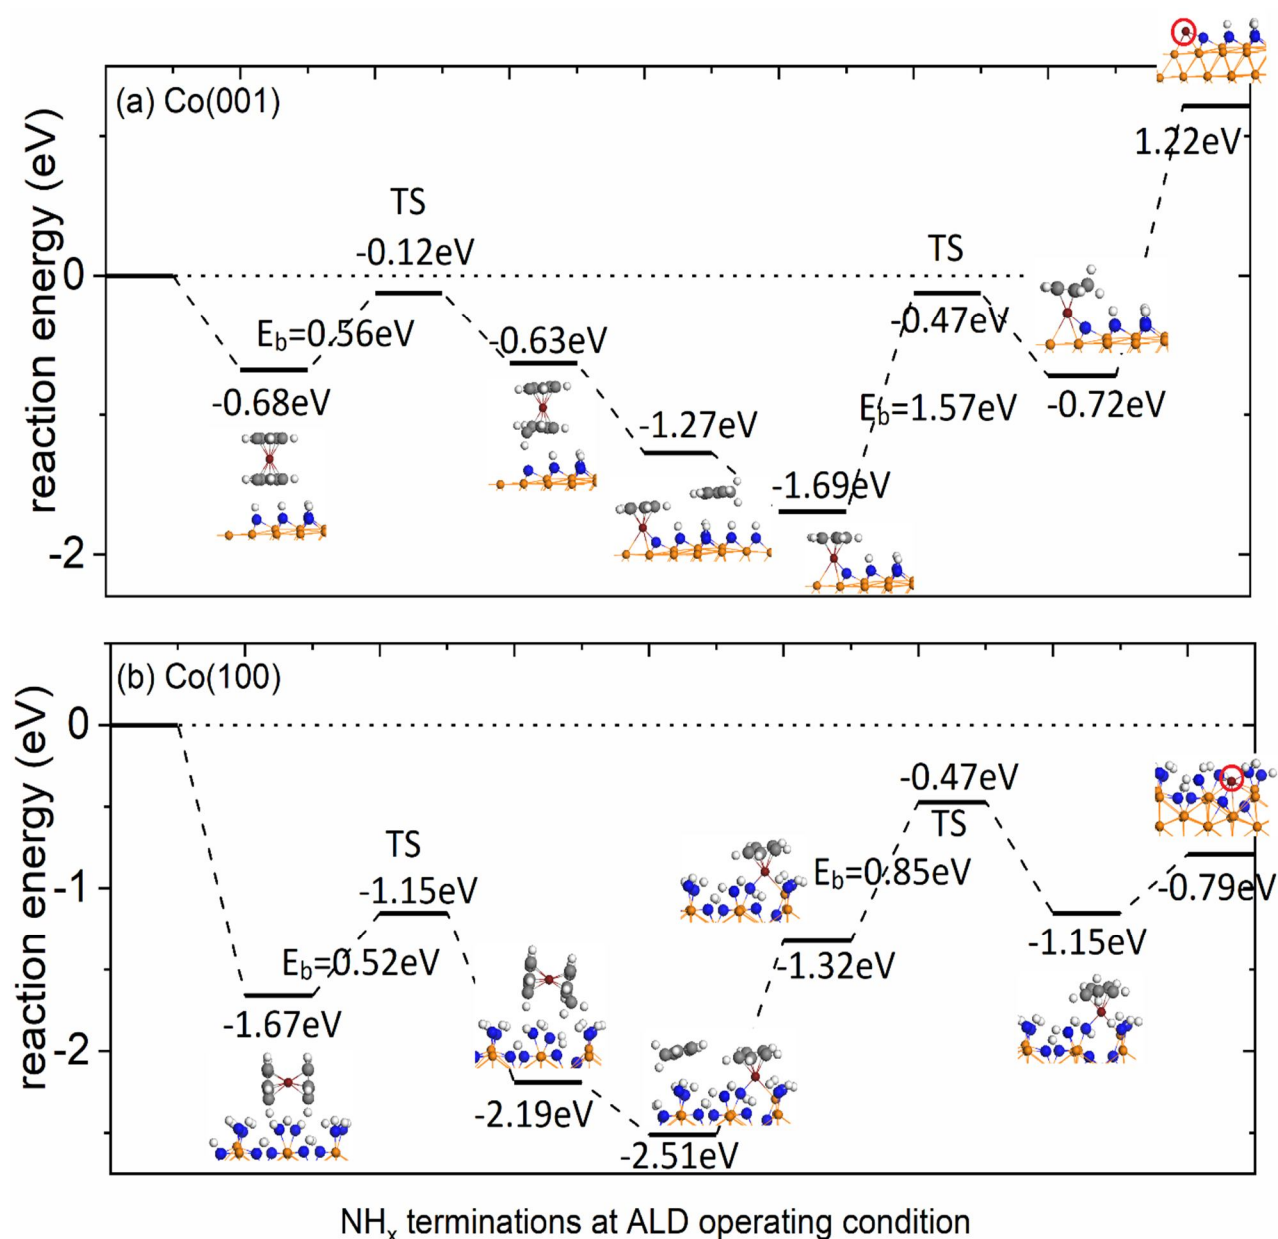 (a) Co(001)
1.22eV
TS
-0.12eV
TS
0
reaction energy (eV)
-0.47eV
Eb=0.56eV
-0.63eV
-0.68eV
-0.72eV
Eb=1.57eV
-1.27eV
-1.69eV
-2
(b) Co(100)
0
reaction energy (eV)
-0.47eV
TS
TS
-1.15eV
Eb=0.85eV
-0.79eV
-1
Eb=0.52eV
-1.32eV
-1.15eV
-1.67eV
-2
-2.19eV
-2.51eV
NHx terminations at ALD operating condition